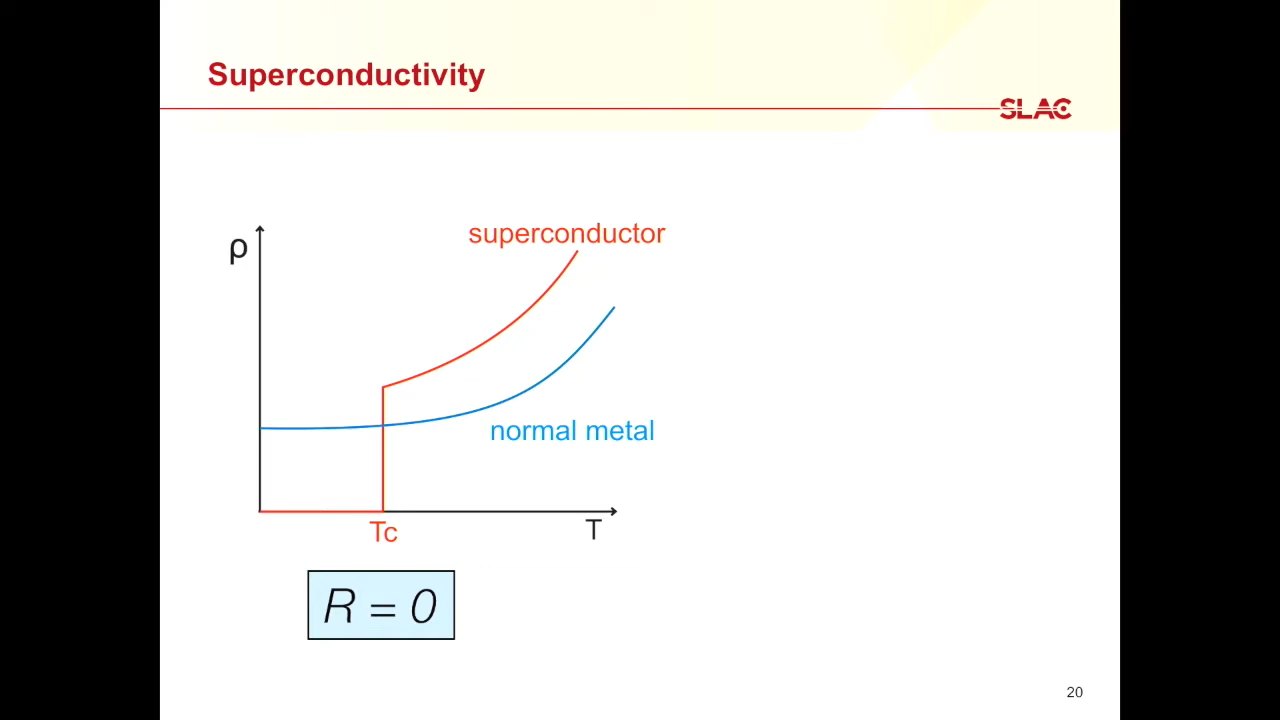 Superconductivity
SLAC
ρ
superconductor
normal metal
Tc
T
R = 0
20